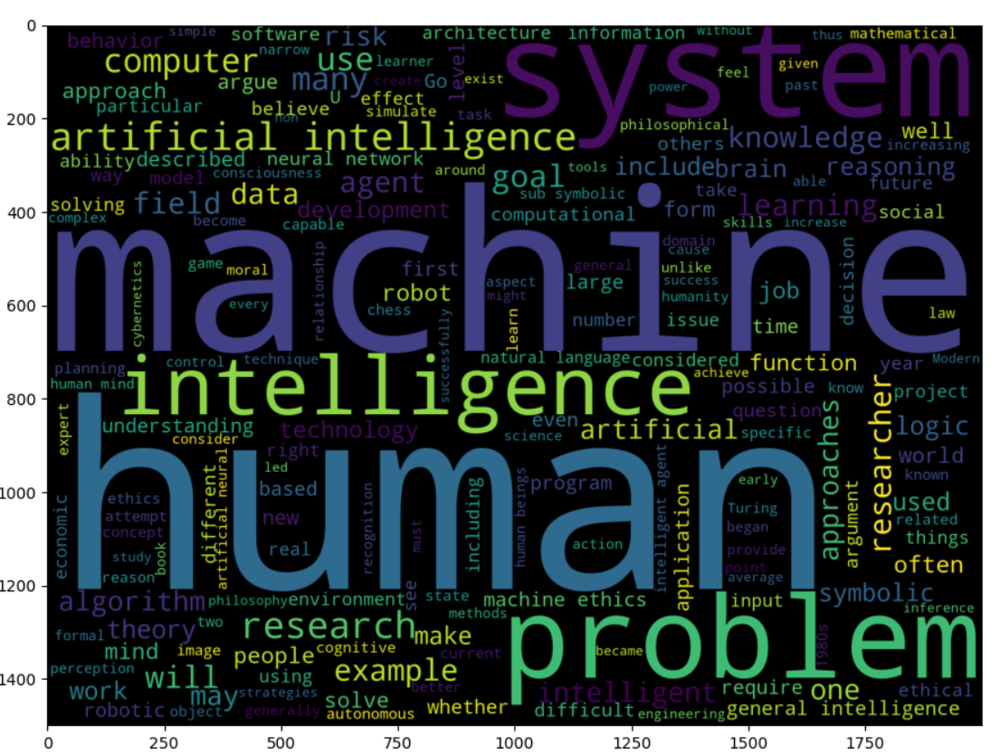 0
behavior simple software risk architecture information without thus mathematical
narrow
computer use learner level system feel given
approach argue many create Go exist power past
particular believe U effect
non simulate task
200
artificial intelligence philosophical others knowledge well increasing
ability described neural network around goal tools include brain reasoning
way model consciousness agent sub symbolic take able future
solving field data development computational form learning social
400
complex become capable skills increase
machine
cybernetics game moral relationship first aspect general domain cause decision
every robot might large unlike success job
600
chess successfully learn number humanity issue time law
planning control technique natural language considered achieve function year Modern
human mind intelligence possible know project
800
expert understanding consider technology even science artificial specific question approaches researcher logic
right world known
human
led different artificial neural based recognition including human beings program intelligent agent early argument
1000
economic ethics attempt concept new must application Turing began used related things
study book real action provide point often
reason average
1200
algorithm philosophy environment see state machine ethics input symbolic
methods inference
formal theory two research make problem
mind image people cognitive current became 1980s
1400
perception will using example better
work may strategies solve intelligent require one ethical
robotic object generally autonomous whether difficult engineering general intelligence
0 250 500 750 1000 1250 1500 1750